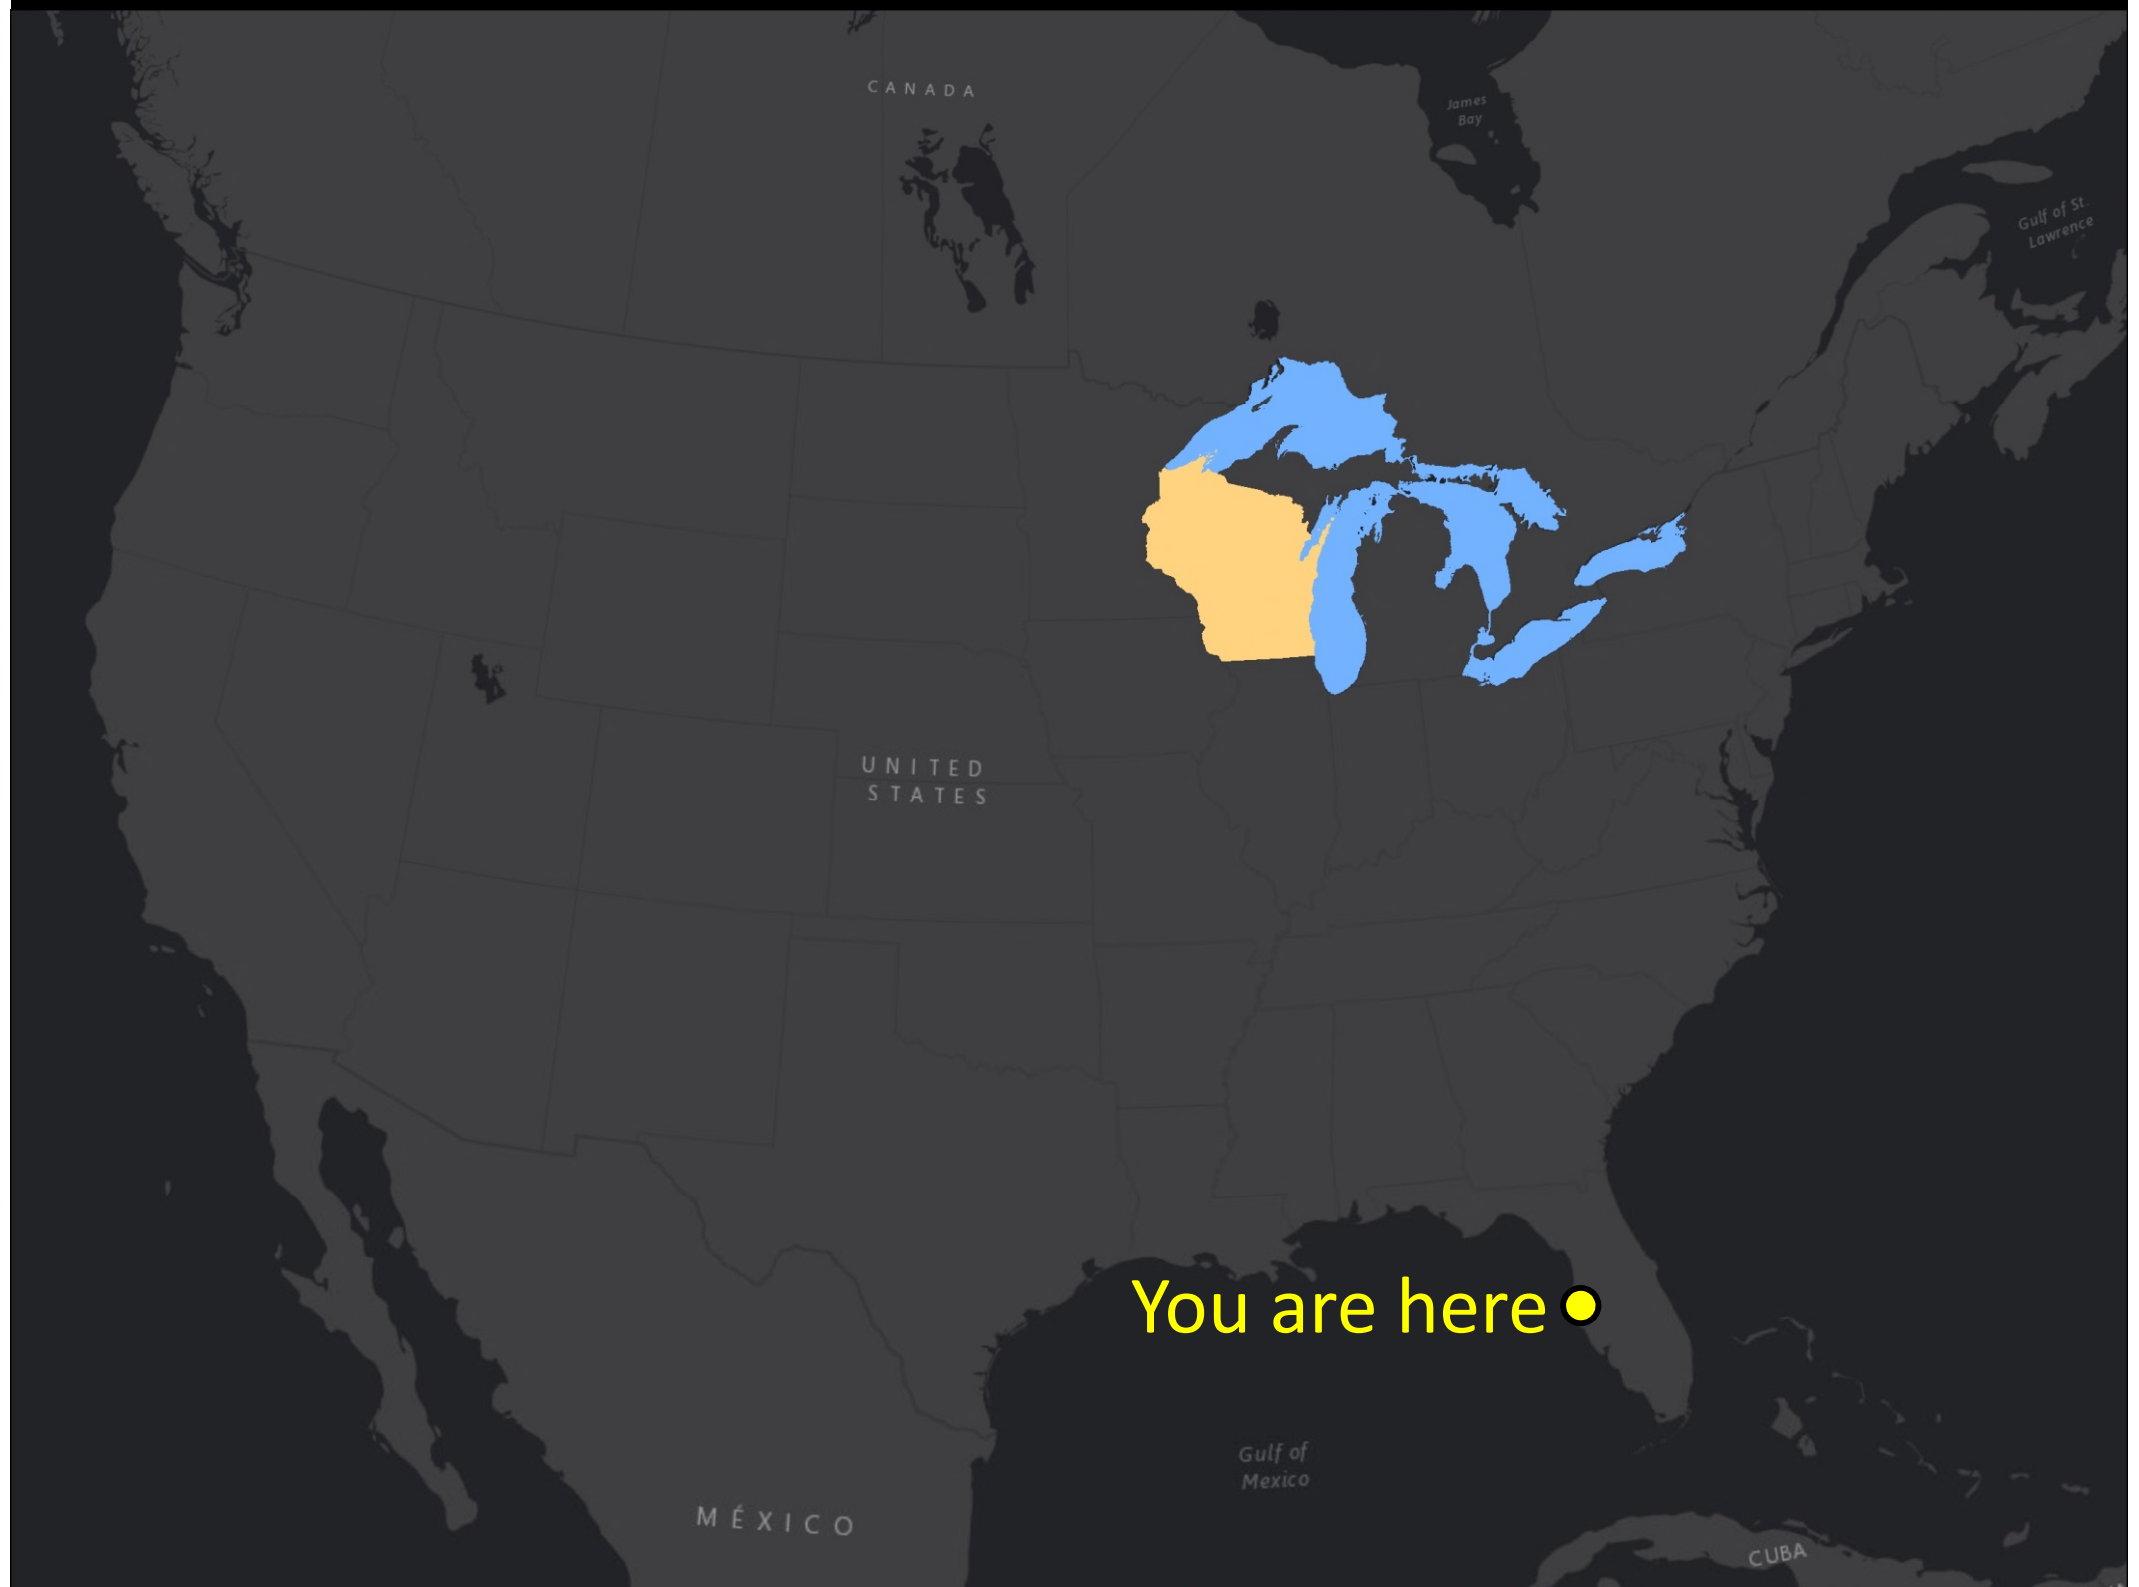 CANADA
James
Bay
Gulf of St.
Lawrence
UNITED
STATES
You are here
Gulf of
Mexico
MÉXICO
CUBA